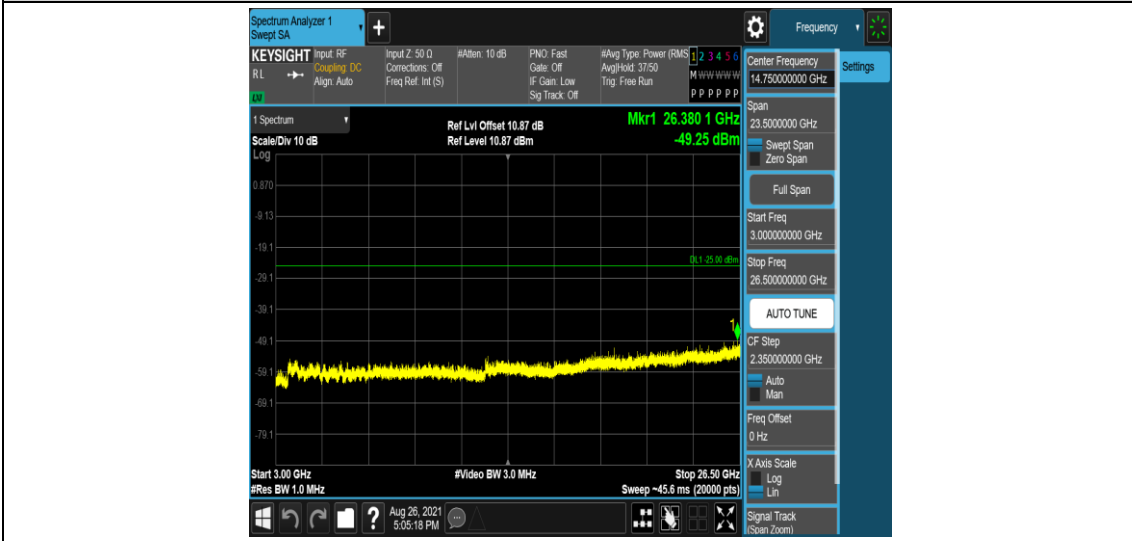 Spectrum Analyzer 1
Swept SA
+
Frequency
KEYSIGHT
RL
LNI
Input: RF
Coupling: DC
Align: Auto
Input Z: 50 Ω
Corrections: Off
Freq Ref: Int (S)
#Atten: 10 dB
PNO: Fast
Gate: Off
IF Gain: Low
Sig Track: Off
#Avg Type: Power (RMS
Avg|Hold: 37/50
Trig: Free Run
1 2 3 4 5 6
M W W W W W
P P P P P P
1 Spectrum
Scale/Div 10 dB
Log
Ref Lvl Offset 10.87 dB
Ref Level 10.87 dBm
Mkr1 26.380 1 GHz
-49.25 dBm
0.870
-9.13
-19.1
DL1 -25.00 dBm
-29.1
-39.1
1
-49.1
-59.1
-69.1
-79.1
Start 3.00 GHz
#Res BW 1.0 MHz
#Video BW 3.0 MHz
Stop 26.50 GHz
Sweep ~45.6 ms (20000 pts)
?
Aug 26, 2021
5:05:18 PM
Center Frequency
14.750000000 GHz
Settings
Span
23.5000000 GHz
Swept Span
Zero Span
Full Span
Start Freq
3.000000000 GHz
Stop Freq
26.500000000 GHz
AUTO TUNE
CF Step
2.350000000 GHz
Auto
Man
Freq Offset
0 Hz
X Axis Scale
Log
Lin
Signal Track
(Span Zoom)